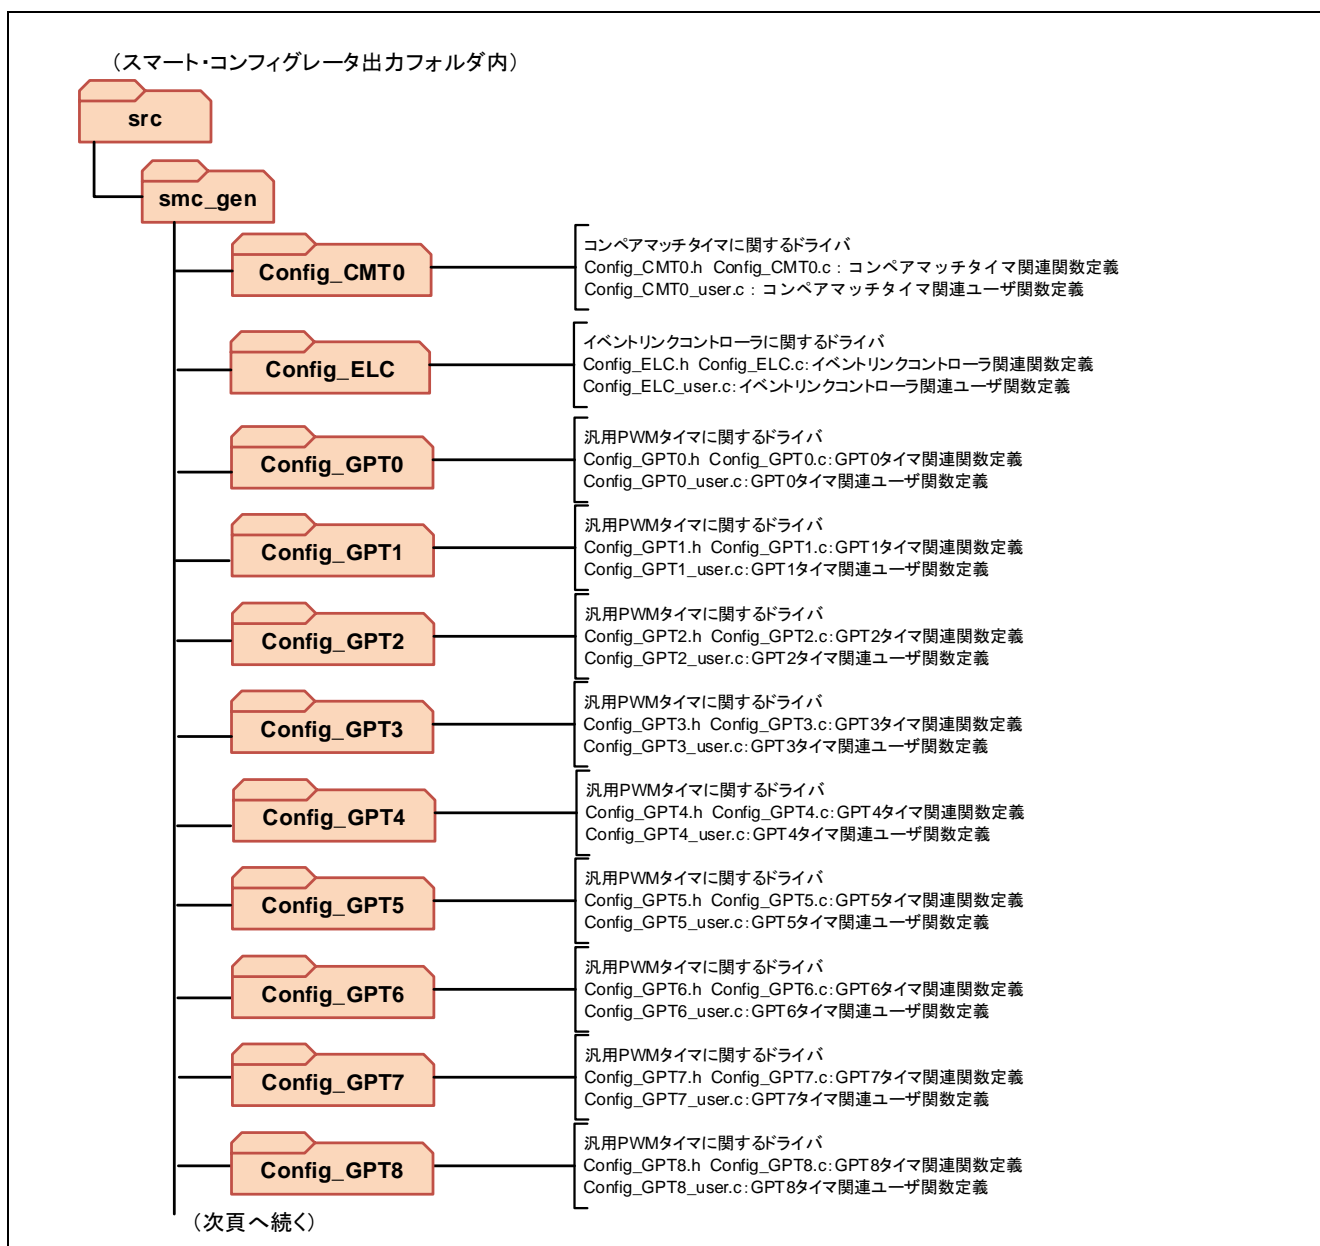 （スマート・コンフィグレータ出力フォルダ内）
src
smc_gen
Config_CMT0
コンペアマッチタイマに関するドライバ
Config_CMT0.h Config_CMT0.c : コンペアマッチタイマ関連関数定義
Config_CMT0_user.c : コンペアマッチタイマ関連ユーザ関数定義
Config_ELC
イベントリンクコントローラに関するドライバ
Config_ELC.h Config_ELC.c:イベントリンクコントローラ関連関数定義
Config_ELC_user.c:イベントリンクコントローラ関連ユーザ関数定義
Config_GPT0
汎用PWMタイマに関するドライバ
Config_GPT0.h Config_GPT0.c:GPT0タイマ関連関数定義
Config_GPT0_user.c:GPT0タイマ関連ユーザ関数定義
Config_GPT1
汎用PWMタイマに関するドライバ
Config_GPT1.h Config_GPT1.c:GPT1タイマ関連関数定義
Config_GPT1_user.c:GPT1タイマ関連ユーザ関数定義
Config_GPT2
汎用PWMタイマに関するドライバ
Config_GPT2.h Config_GPT2.c:GPT2タイマ関連関数定義
Config_GPT2_user.c:GPT2タイマ関連ユーザ関数定義
Config_GPT3
汎用PWMタイマに関するドライバ
Config_GPT3.h Config_GPT3.c:GPT3タイマ関連関数定義
Config_GPT3_user.c:GPT3タイマ関連ユーザ関数定義
Config_GPT4
汎用PWMタイマに関するドライバ
Config_GPT4.h Config_GPT4.c:GPT4タイマ関連関数定義
Config_GPT4_user.c:GPT4タイマ関連ユーザ関数定義
Config_GPT5
汎用PWMタイマに関するドライバ
Config_GPT5.h Config_GPT5.c:GPT5タイマ関連関数定義
Config_GPT5_user.c:GPT5タイマ関連ユーザ関数定義
Config_GPT6
汎用PWMタイマに関するドライバ
Config_GPT6.h Config_GPT6.c:GPT6タイマ関連関数定義
Config_GPT6_user.c:GPT6タイマ関連ユーザ関数定義
Config_GPT7
汎用PWMタイマに関するドライバ
Config_GPT7.h Config_GPT7.c:GPT7タイマ関連関数定義
Config_GPT7_user.c:GPT7タイマ関連ユーザ関数定義
Config_GPT8
汎用PWMタイマに関するドライバ
Config_GPT8.h Config_GPT8.c:GPT8タイマ関連関数定義
Config_GPT8_user.c:GPT8タイマ関連ユーザ関数定義
（次頁へ続く）